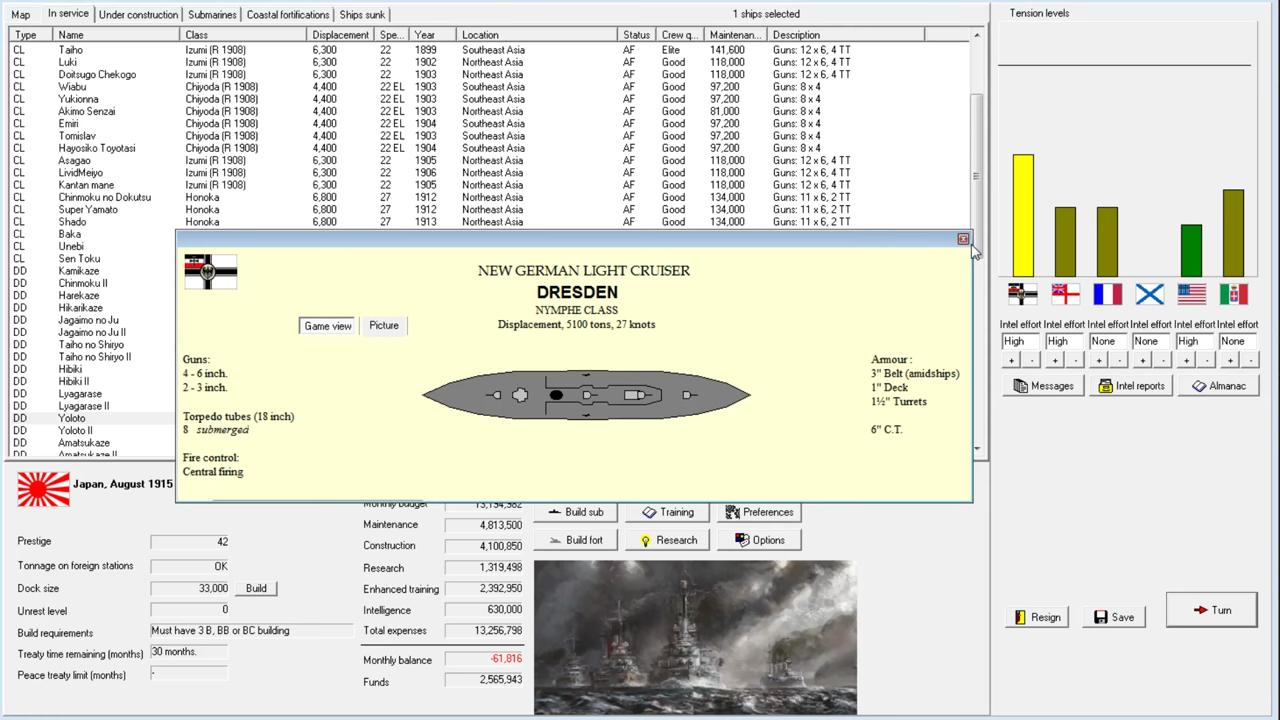 Map In service Under construction Submarines Coastal fortifications Ships sunk 1 ships selected Tension levels
Type Name Class Displacement Spe... Year Location Status Crew q... Maintenan... Description
CL Taiho Izumi (R 1908) 6,300 22 1899 Southeast Asia AF Elite 141,600 Guns: 12 x 6, 4 TT
CL Luki Izumi (R 1908) 6,300 22 1902 Northeast Asia AF Good 118,000 Guns: 12 x 6, 4 TT
CL Doitsugo Chekogo Izumi (R 1908) 6,300 22 1903 Northeast Asia AF Good 118,000 Guns: 12 x 6, 4 TT
CL Wiabu Chiyoda (R 1908) 4,400 22 EL 1903 Southeast Asia AF Good 97,200 Guns: 8 x 4
CL Yukionna Chiyoda (R 1908) 4,400 22 EL 1903 Southeast Asia AF Good 97,200 Guns: 8 x 4
CL Akimo Senzai Chiyoda (R 1908) 4,400 22 EL 1903 Northeast Asia AF Good 81,000 Guns: 8 x 4
CL Emiri Chiyoda (R 1908) 4,400 22 EL 1904 Southeast Asia AF Good 97,200 Guns: 8 x 4
CL Tomislav Chiyoda (R 1908) 4,400 22 EL 1903 Southeast Asia AF Good 97,200 Guns: 8 x 4
CL Hayosiko Toyotasi Chiyoda (R 1908) 4,400 22 EL 1904 Southeast Asia AF Good 97,200 Guns: 8 x 4
CL Asagao Izumi (R 1908) 6,300 22 1905 Northeast Asia AF Good 118,000 Guns: 12 x 6, 4 TT
CL LividMeiyo Izumi (R 1908) 6,300 22 1906 Northeast Asia AF Good 118,000 Guns: 12 x 6, 4 TT
CL Kantan mane Izumi (R 1908) 6,300 22 1905 Northeast Asia AF Good 118,000 Guns: 12 x 6, 4 TT
CL Chinmoku no Dokutsu Honoka 6,800 27 1912 Northeast Asia AF Good 134,000 Guns: 11 x 6, 2 TT
CL Super Yamato Honoka 6,800 27 1912 Northeast Asia AF Good 134,000 Guns: 11 x 6, 2 TT
CL Shado Honoka 6,800 27 1913 Northeast Asia AF Good 134,000 Guns: 11 x 6, 2 TT
CL Baka
CL Unebi
CL Sen Toku
DD Kamikaze
DD Chinmoku II
DD Harekaze
DD Hikarikaze
DD Jagaimo no Ju
DD Jagaimo no Ju II
DD Taiho no Shiryo
DD Taiho no Shiryo II
DD Hibiki
DD Hibiki II
DD Lyagarase
DD Lyagarase II
DD Yoloto
DD Yoloto II
DD Amatsukaze
DD Amatsukaze II
NEW GERMAN LIGHT CRUISER
DRESDEN
NYMPHE CLASS
Displacement, 5100 tons, 27 knots
Game view Picture
Guns:
4 - 6 inch.
2 - 3 inch.
Torpedo tubes (18 inch)
8 submerged
Fire control:
Central firing
Armour :
3" Belt (amidships)
1" Deck
1½" Turrets
6" C.T.
Intel effort Intel effort Intel effort Intel effort Intel effort Intel effort
High High None None High None
+ - + - + - + - + - + -
Messages Intel reports Almanac
Japan, August 1915
Prestige 42
Tonnage on foreign stations OK
Dock size 33,000 Build
Unrest level 0
Build requirements Must have 3 B, BB or BC building
Treaty time remaining (months) 30 months.
Peace treaty limit (months) -
Monthly budget 13,194,982
Maintenance 4,813,500
Construction 4,100,850
Research 1,319,498
Enhanced training 2,392,950
Intelligence 630,000
Total expenses 13,256,798
Monthly balance -61,816
Funds 2,565,943
Build sub Training Preferences
Build fort Research Options
Resign Save Turn